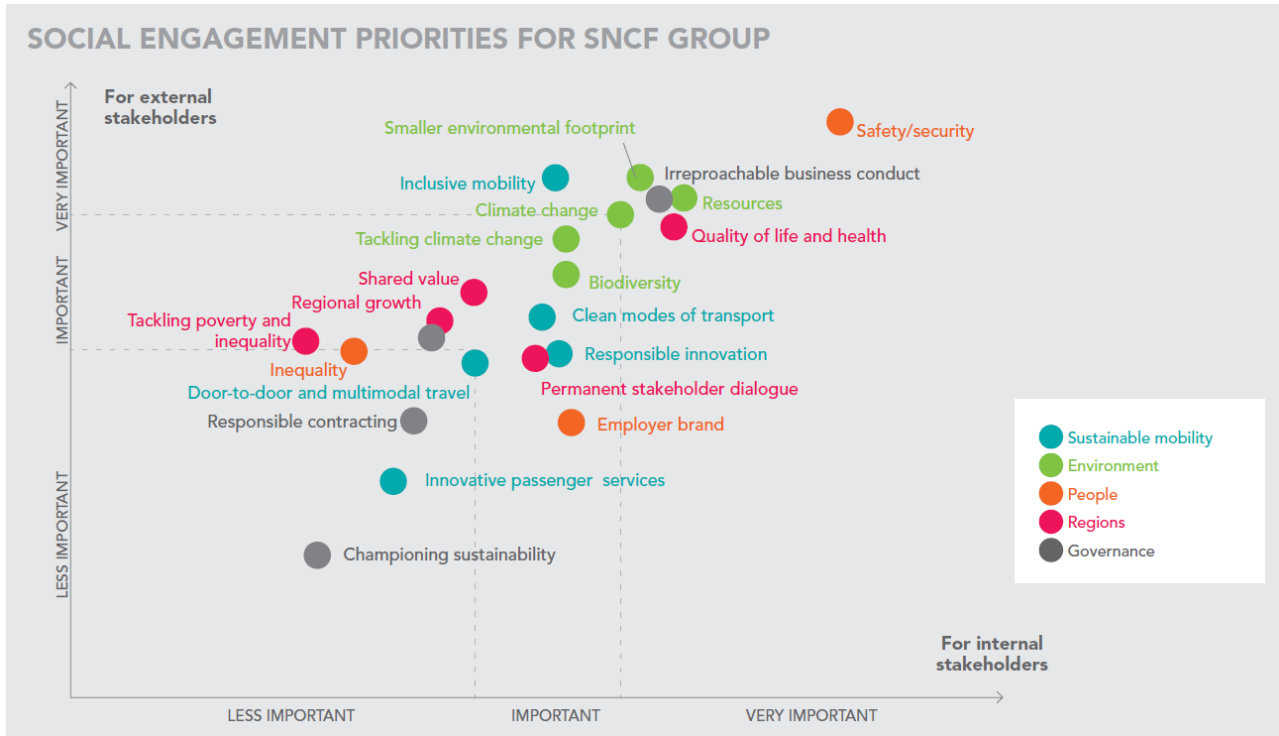 SOCIAL ENGAGEMENT PRIORITIES FOR SNCF GROUP
For external
stakeholders
VERY IMPORTANT
IMPORTANT
LESS IMPORTANT
Smaller environmental footprint
Safety/security
Inclusive mobility
Irreproachable business conduct
Resources
Climate change
Tackling climate change
Quality of life and health
Shared value
Biodiversity
Regional growth
Clean modes of transport
Tackling poverty and
inequality
Responsible innovation
Inequality
Door-to-door and multimodal travel
Permanent stakeholder dialogue
Responsible contracting
Employer brand
Innovative passenger services
Championing sustainability
Sustainable mobility
Environment
People
Regions
Governance
For internal
stakeholders
LESS IMPORTANT
IMPORTANT
VERY IMPORTANT